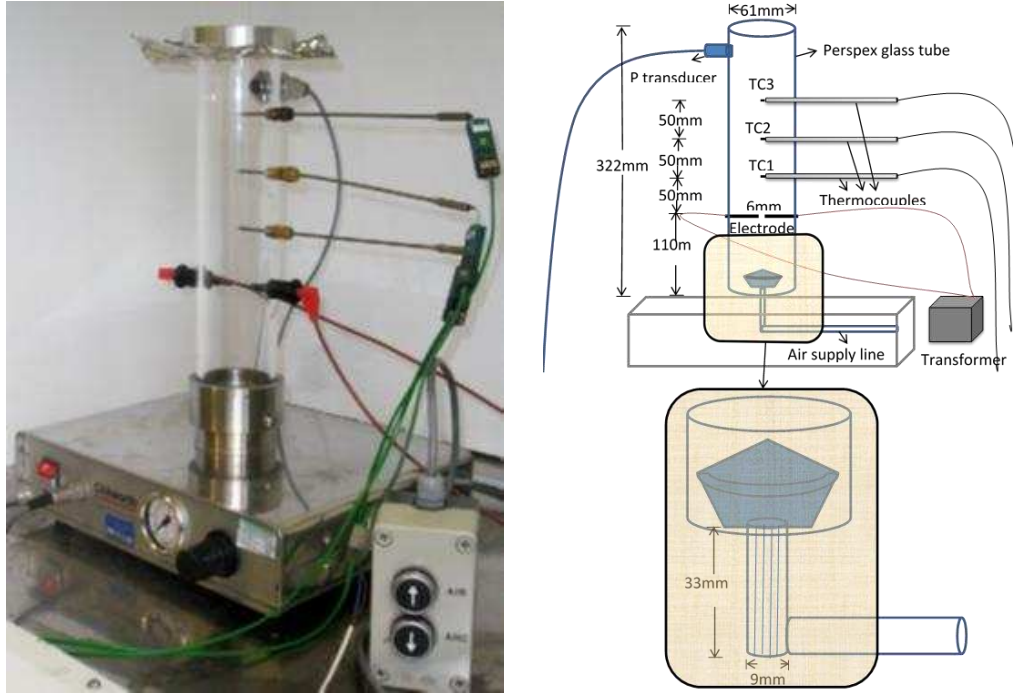 61mm
Perspex glass tube
P transducer
TC3
50mm
TC2
322mm
50mm
TC1
50mm
Thermocouples
6mm
Electrode
110m
Air supply line
Transformer
33mm
9mm